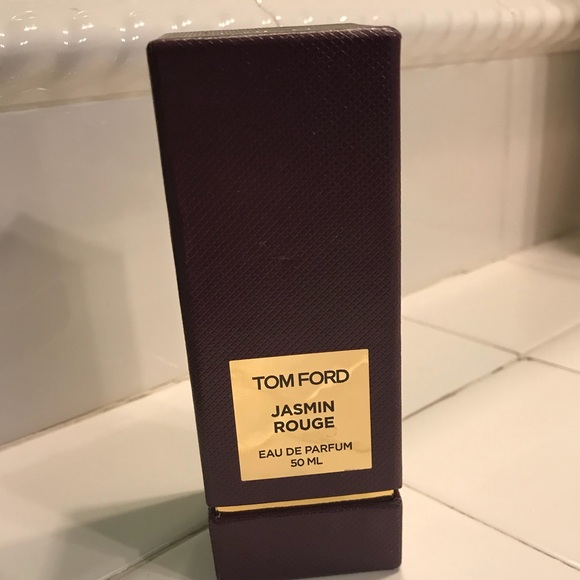 TOM FORD
JASMIN
ROUGE
EAU DE PARFUM
50 ML